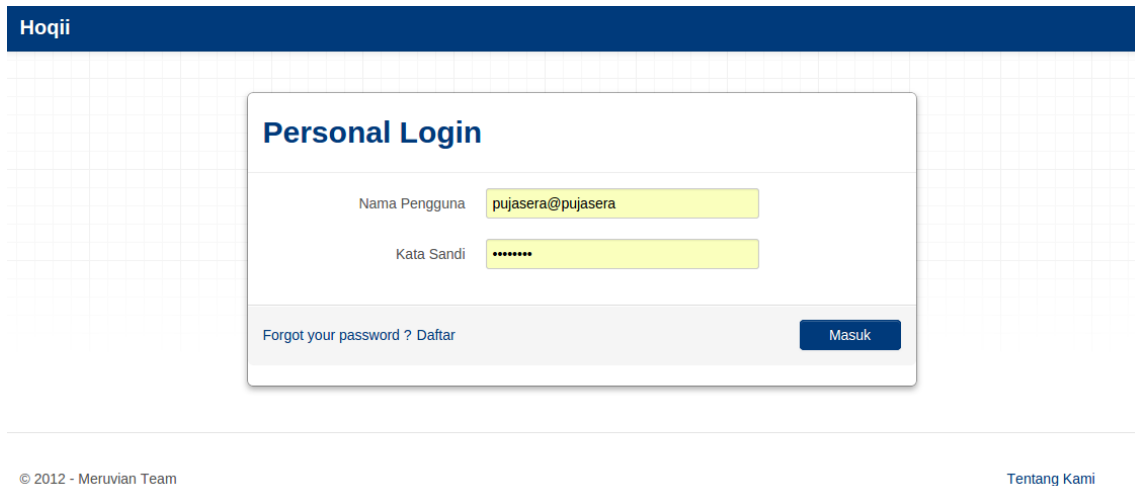 Hoqii
Personal Login
Nama Pengguna pujasera@pujasera
Kata Sandi ••••••••
Forgot your password ? Daftar Masuk
© 2012 - Meruvian Team Tentang Kami